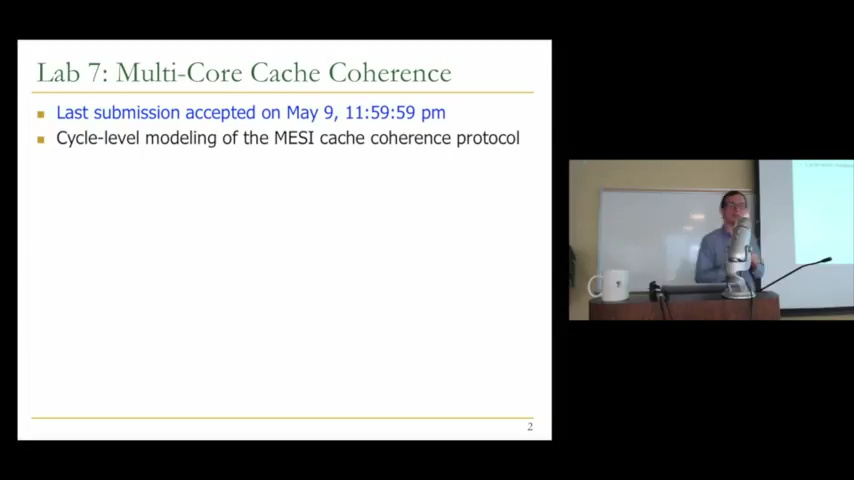 Lab 7: Multi-Core Cache Coherence
Last submission accepted on May 9, 11:59:59 pm
Cycle-level modeling of the MESI cache coherence protocol
2